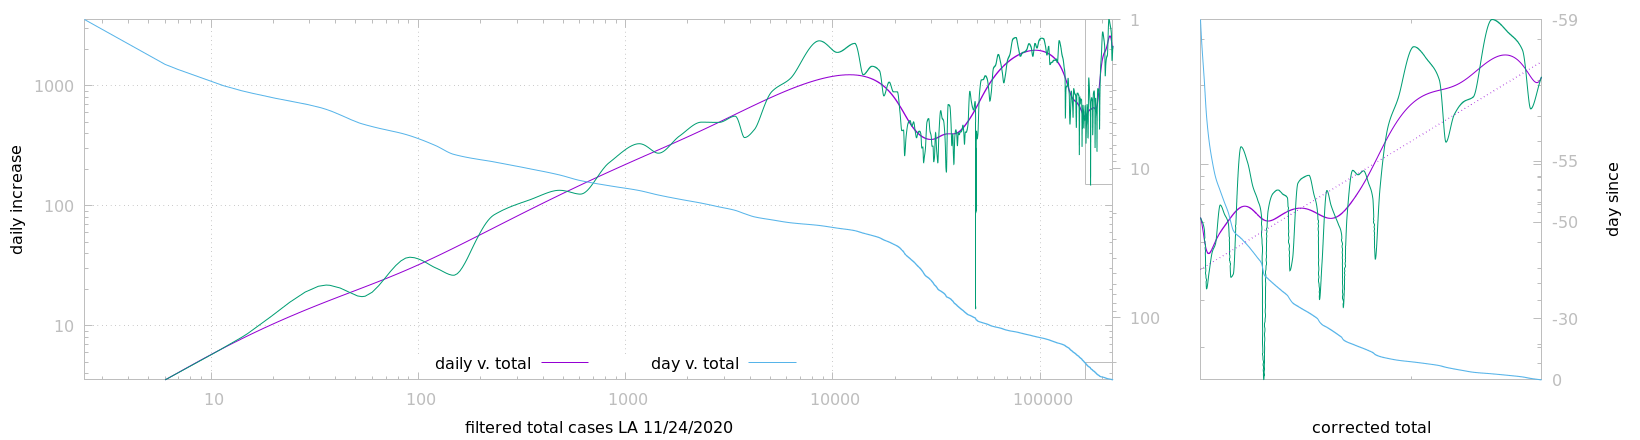 1000
100
10
daily increase
10
100
1000
10000
100000
filtered total cases LA 11/24/2020
daily v. total
day v. total
1
10
100
-59
-55
-50
-30
0
day since
corrected total